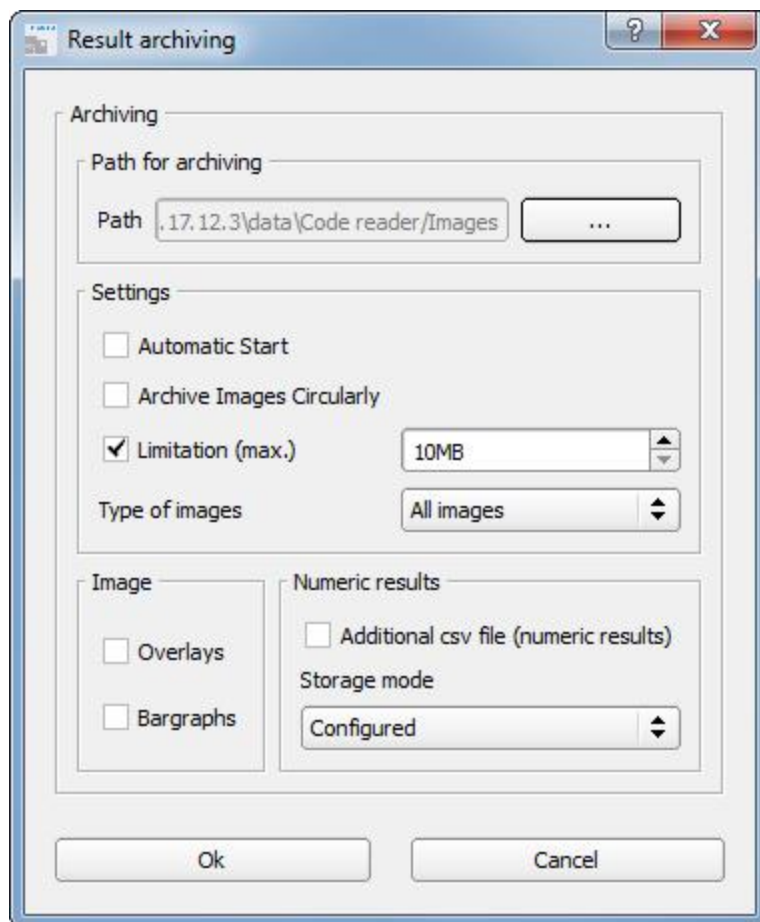 Result archiving
Archiving
Path for archiving
Path .17.12.3\data\Code reader/Images ...
Settings
Automatic Start
Archive Images Circularly
Limitation (max.) 10MB
Type of images All images
Image
Overlays
Bargraphs
Numeric results
Additional csv file (numeric results)
Storage mode
Configured
Ok Cancel